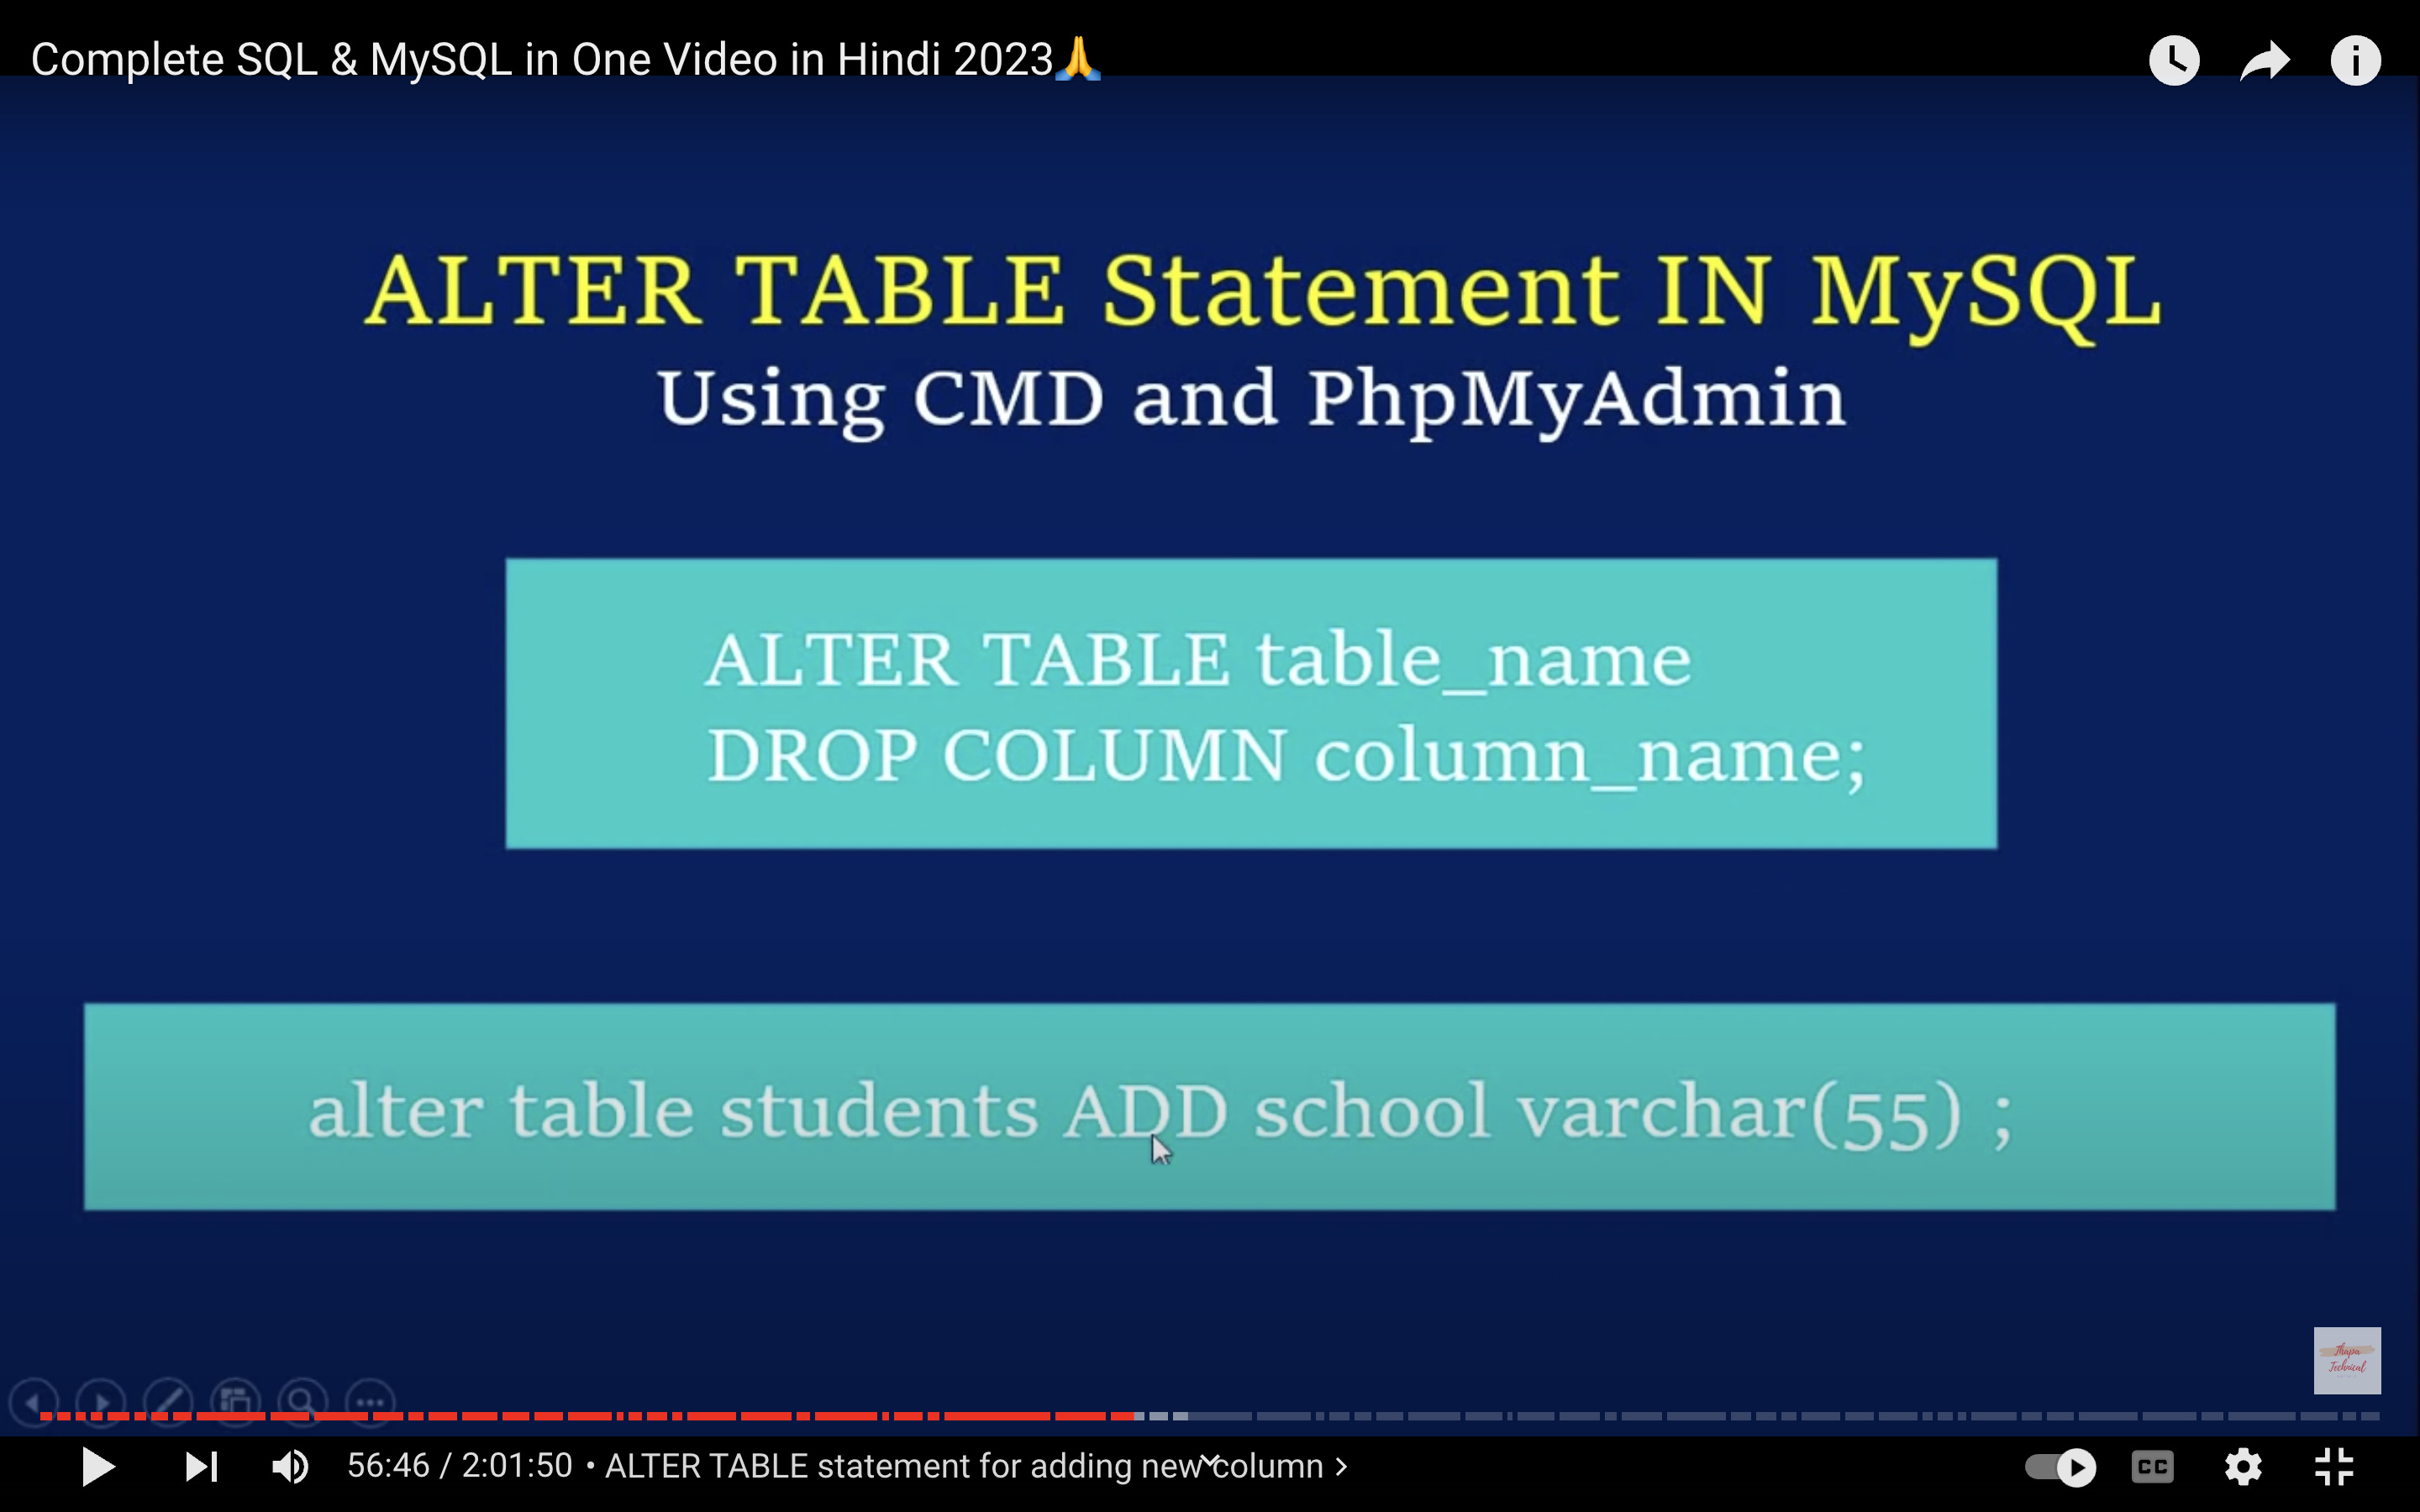 Complete SQL & MySQL in One Video in Hindi 2023🙏
ALTER TABLE Statement IN MySQL
Using CMD and PhpMyAdmin
ALTER TABLE table_name
DROP COLUMN column_name;
alter table students ADD school varchar(55) ;
Thapa
Technical
56:46 / 2:01:50 • ALTER TABLE statement for adding new column >
CC